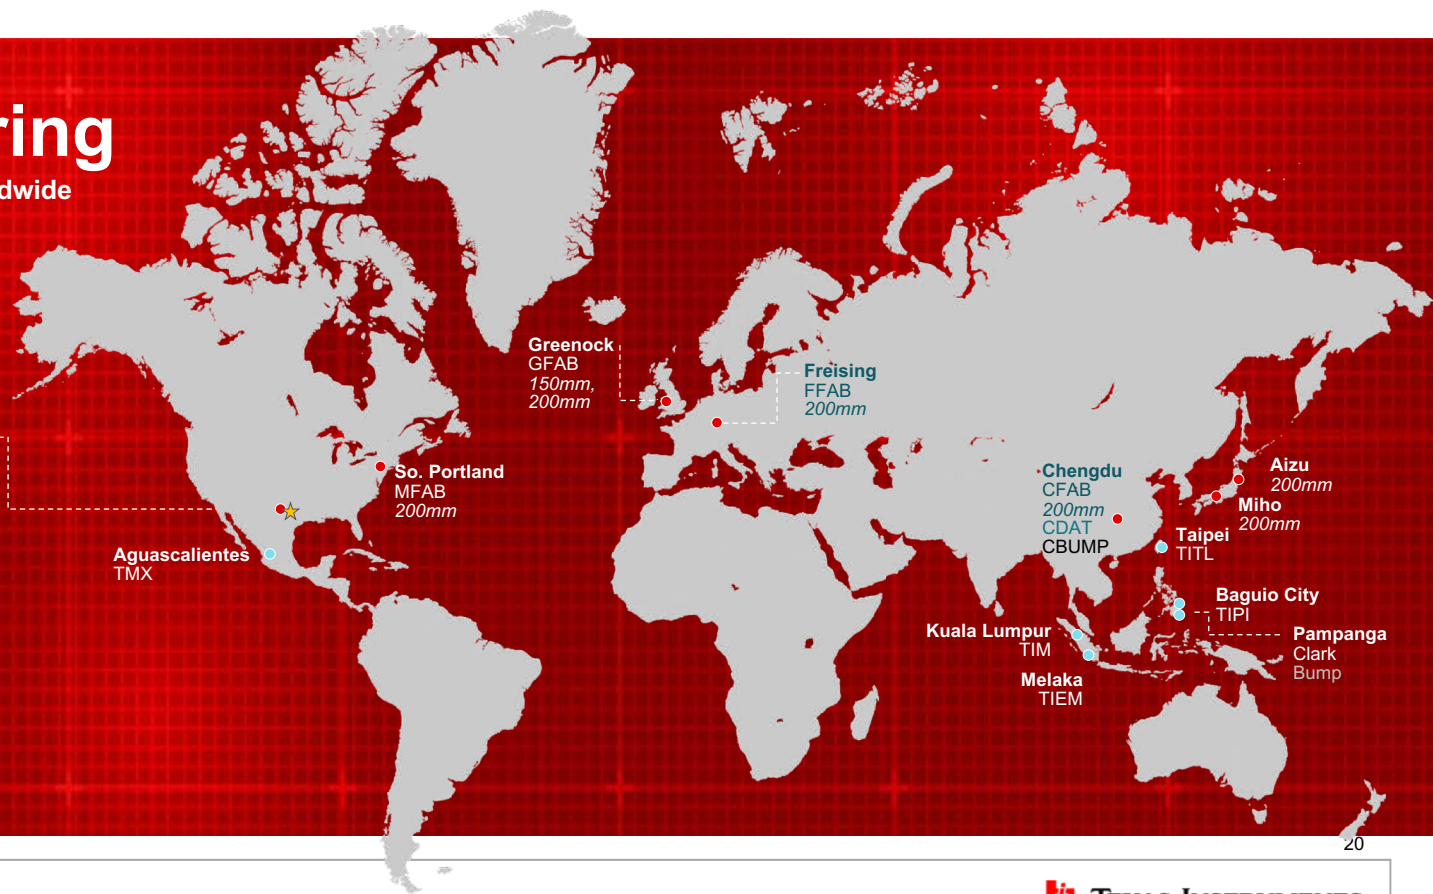 ring
dwide
Greenock
GFAB
150mm,
200mm
Freising
FFAB
200mm
So. Portland
MFAB
200mm
Aguascalientes
TMX
Chengdu
CFAB
200mm
CDAT
CBUMP
Aizu
200mm
Miho
200mm
Taipei
TITL
Baguio City
TIPI
Pampanga
Clark
Bump
Kuala Lumpur
TIM
Melaka
TIEM
20
TEXAS INSTRUMENTS